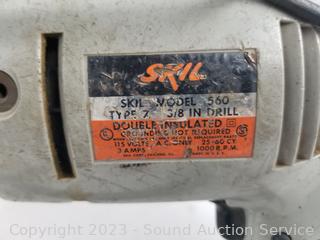 SKIL
SKIL MODEL 560
TYPE 7 3/8 IN DRILL
DOUBLE INSULATED
GROUNDING NOT REQUIRED
115 VOLTS, A.C. ONLY 25-60 CY
3 AMPS 1000 R.P.M.
Copyright - 2023 - Sound Auction Service